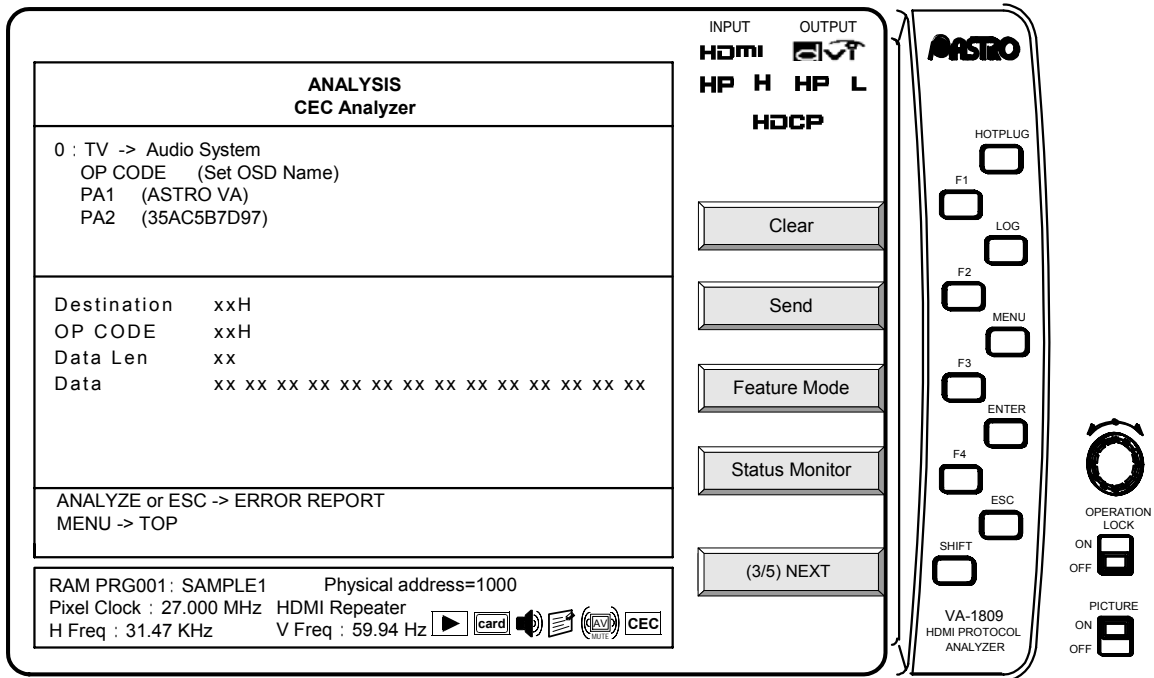 INPUT OUTPUT
HDMI DVI
HP H HP L
HDCP
ANALYSIS
CEC Analyzer
0 : TV -> Audio System
OP CODE (Set OSD Name)
PA1 (ASTRO VA)
PA2 (35AC5B7D97)
Destination xxH
OP CODE xxH
Data Len xx
Data xx xx xx xx xx xx xx xx xx xx xx xx xx xx
ANALYZE or ESC -> ERROR REPORT
MENU -> TOP
RAM PRG001: SAMPLE1 Physical address=1000
Pixel Clock : 27.000 MHz HDMI Repeater
H Freq : 31.47 KHz V Freq : 59.94 Hz card AV MUTE CEC
Clear
Send
Feature Mode
Status Monitor
(3/5) NEXT
ASTRO
HOTPLUG
F1
LOG
F2
MENU
F3
ENTER
F4
ESC
SHIFT
VA-1809
HDMI PROTOCOL
ANALYZER
OPERATION
LOCK
ON
OFF
PICTURE
ON
OFF